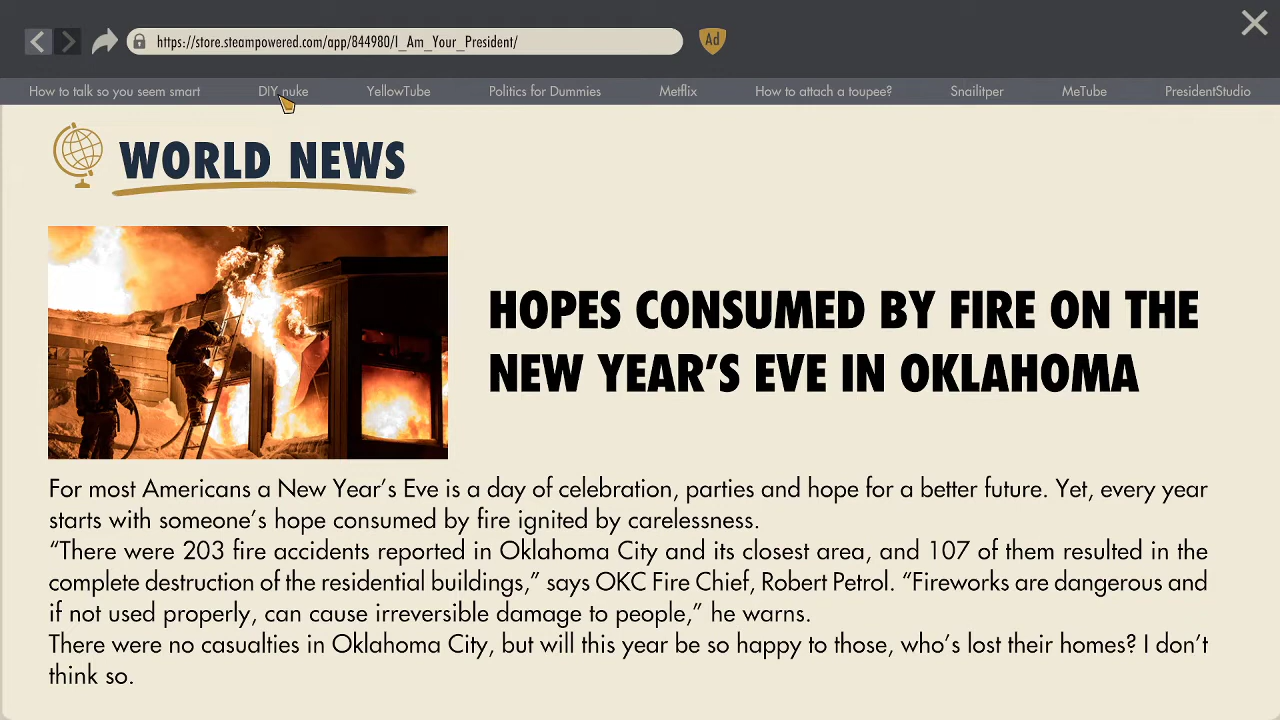 https://store.steampowered.com/app/844980/I_Am_Your_President/
Ad
How to talk so you seem smart
DIY nuke
YellowTube
Politics for Dummies
Metflix
How to attach a toupee?
Snailitper
MeTube
PresidentStudio
WORLD NEWS
HOPES CONSUMED BY FIRE ON THE
NEW YEAR'S EVE IN OKLAHOMA
For most Americans a New Year's Eve is a day of celebration, parties and hope for a better future. Yet, every year
starts with someone's hope consumed by fire ignited by carelessness.
“There were 203 fire accidents reported in Oklahoma City and its closest area, and 107 of them resulted in the
complete destruction of the residential buildings,” says OKC Fire Chief, Robert Petrol. “Fireworks are dangerous and
if not used properly, can cause irreversible damage to people,” he warns.
There were no casualties in Oklahoma City, but will this year be so happy to those, who's lost their homes? I don't
think so.